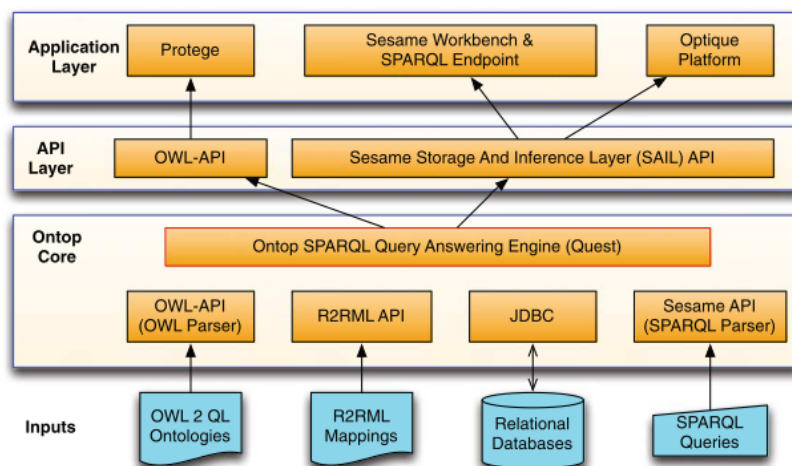 Application
Layer
Protege
Sesame Workbench &
SPARQL Endpoint
Optique
Platform
API
Layer
OWL-API
Sesame Storage And Inference Layer (SAIL) API
Ontop
Core
Ontop SPARQL Query Answering Engine (Quest)
OWL-API
(OWL Parser)
R2RML API
JDBC
Sesame API
(SPARQL Parser)
Inputs
OWL 2 QL
Ontologies
R2RML
Mappings
Relational
Databases
SPARQL
Queries